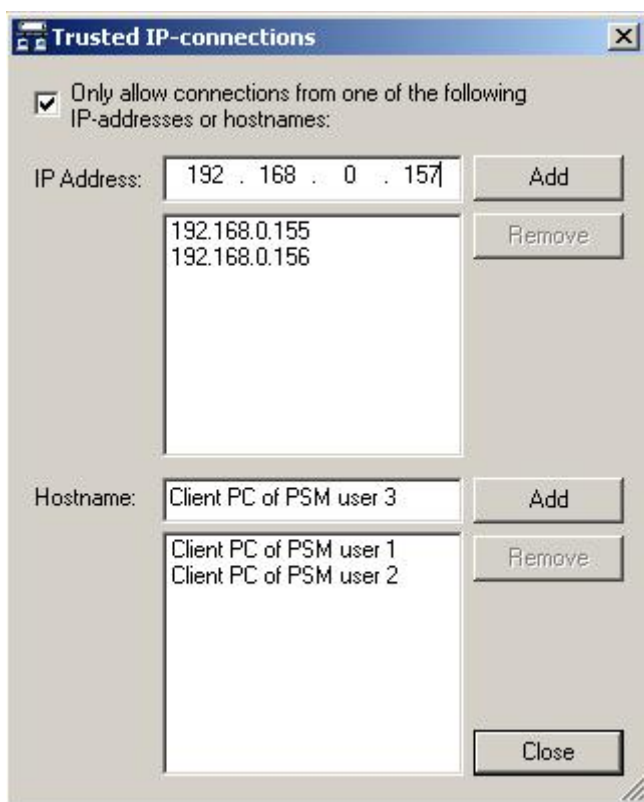 Trusted IP-connections
Only allow connections from one of the following
IP-addresses or hostnames:
IP Address:
192 . 168 . 0 . 157
Add
192.168.0.155
192.168.0.156
Remove
Hostname:
Client PC of PSM user 3
Add
Client PC of PSM user 1
Client PC of PSM user 2
Remove
Close